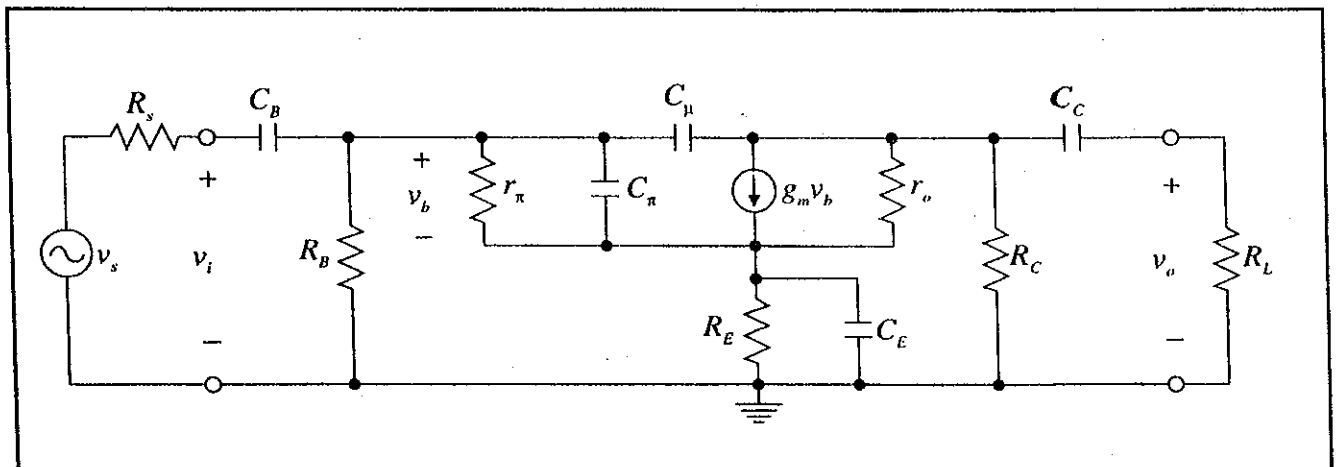 R_s
C_B
C_μ
C_C
+
v_b
−
r_π
C_π
g_m v_b
r_o
+
v_i
−
v_s
R_B
R_C
+
v_o
−
R_L
R_E
C_E